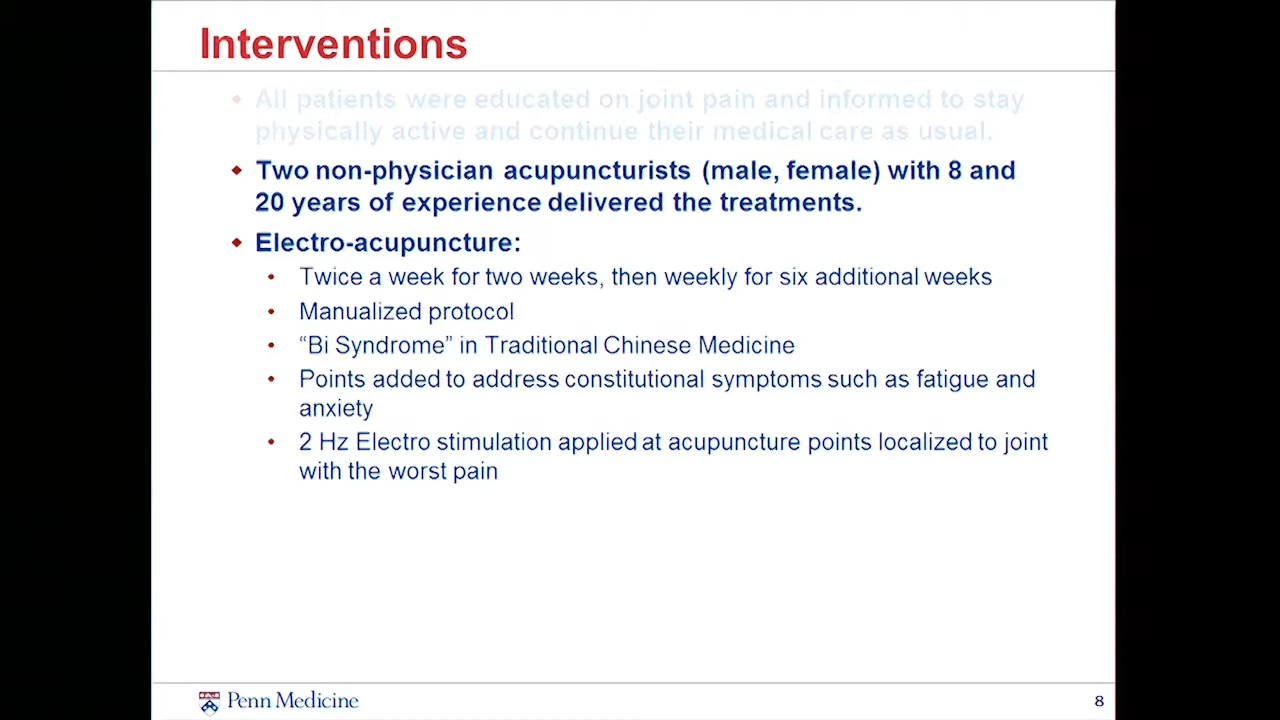 Interventions
All patients were educated on joint pain and informed to stay
physically active and continue their medical care as usual.
Two non-physician acupuncturists (male, female) with 8 and
20 years of experience delivered the treatments.
Electro-acupuncture:
Twice a week for two weeks, then weekly for six additional weeks
Manualized protocol
“Bi Syndrome” in Traditional Chinese Medicine
Points added to address constitutional symptoms such as fatigue and
anxiety
2 Hz Electro stimulation applied at acupuncture points localized to joint
with the worst pain
Penn Medicine
8